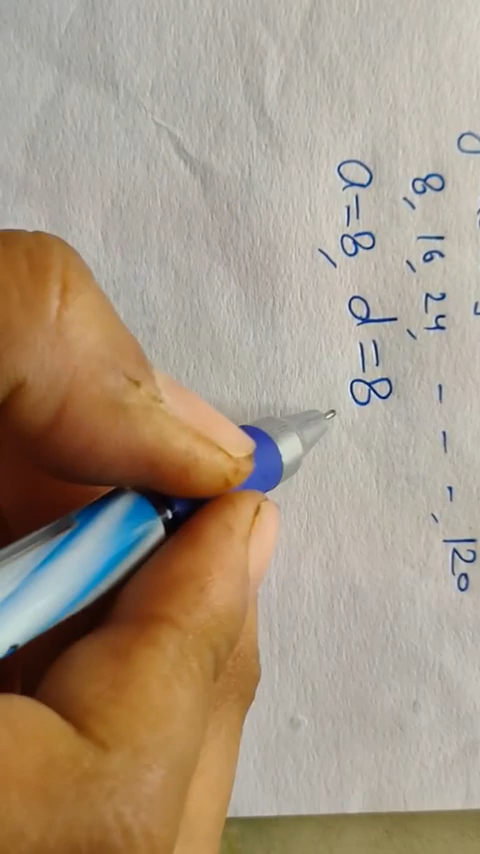 8, 16, 24, - - -, 120
a=8, d=8